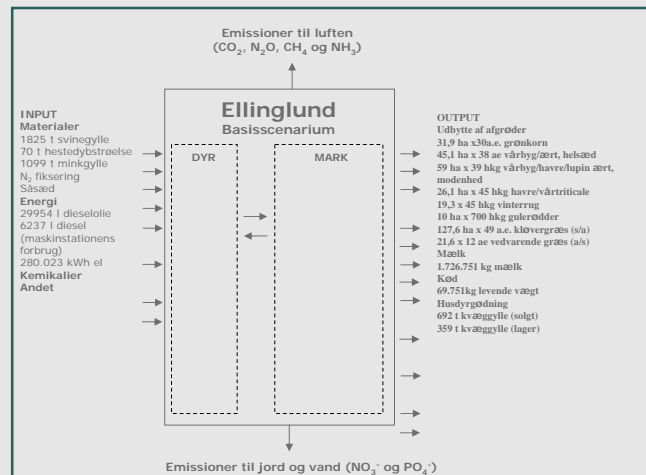 Emissioner til luften
(CO₂, N₂O, CH₄ og NH₃)
Ellinglund
Basisscenarium
DYR
MARK
INPUT
Materialer
1825 t svinegylle
70 t hestedybstrøelse
1099 t minkgylle
N₂ fiksering
Såsæd
Energi
29954 l dieselolie
6237 l diesel
(maskinstationens
forbrug)
280.023 kWh el
Kemikalier
Andet
OUTPUT
Udbytte af afgrøder
31,9 ha x30a.e. grønkorn
45,1 ha x 38 ae vårbyg/ært, helsæd
59 ha x 39 hkg vårbyg/havre/lupin ært,
modenhed
26,1 ha x 45 hkg havre/vårtriticale
19,3 x 45 hkg vinterrug
10 ha x 700 hkg gulerødder
127,6 ha x 49 a.e. kløvergræs (s/a)
21,6 x 12 ae vedvarende græs (a/s)
Mælk
1.726.751 kg mælk
Kød
69.751kg levende vægt
Husdyrgødning
692 t kvæggylle (solgt)
359 t kvæggylle (lager)
Emissioner til jord og vand (NO₃⁻ og PO₄⁻)